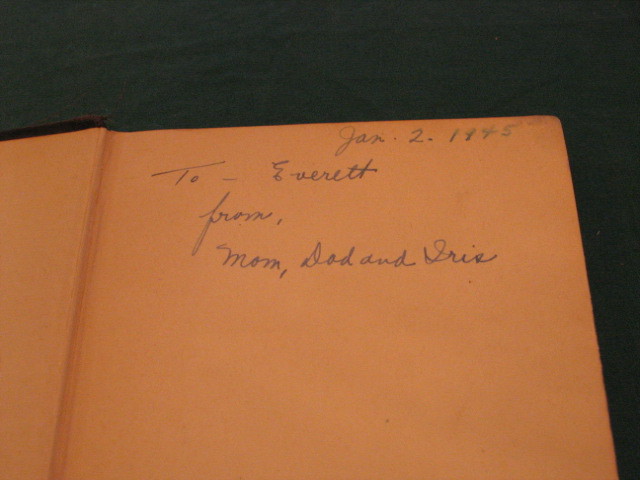 Jan. 2. 1945
To - Everett
from,
Mom, Dad and Iris